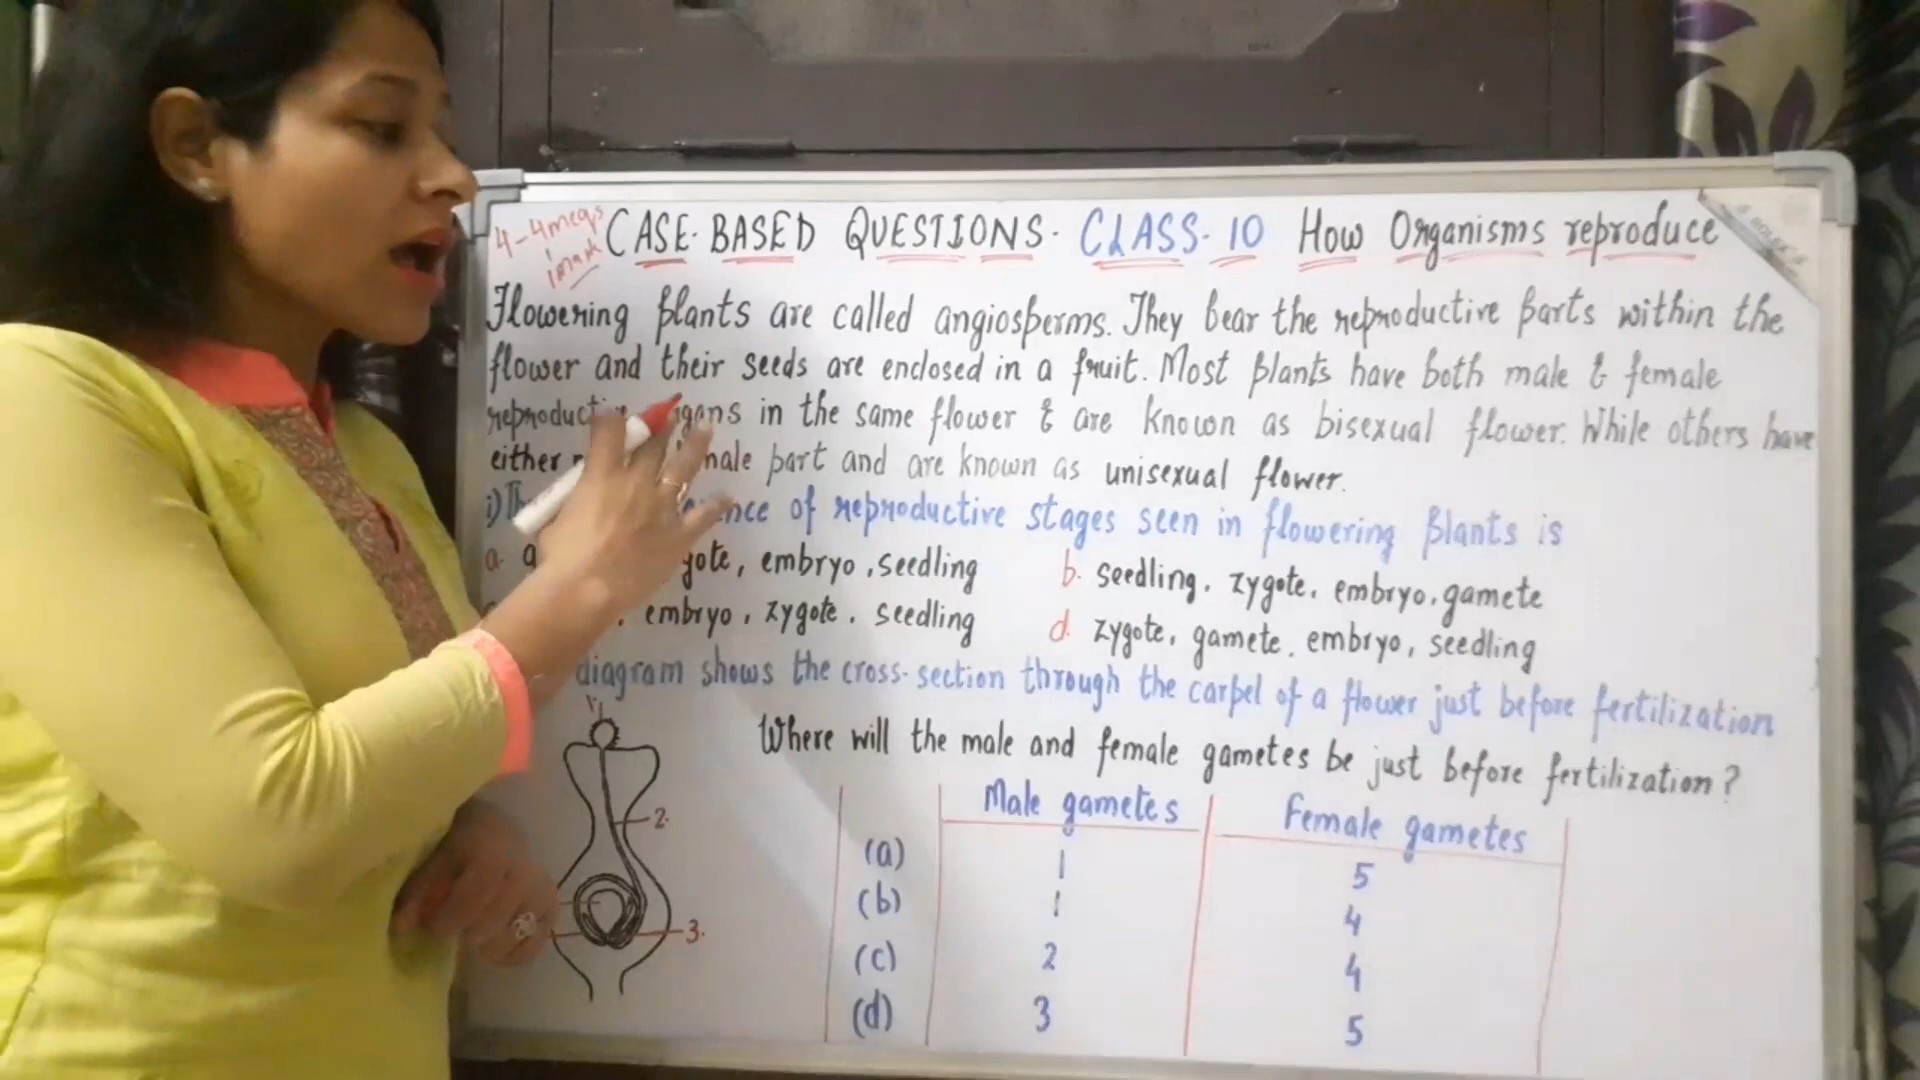 4-4mcqs
1mark
CASE-BASED QUESTIONS- CLASS-10 How Organisms reproduce
Flowering plants are called angiosperms. They bear the reproductive parts within the
flower and their seeds are enclosed in a fruit. Most plants have both male & female
in the same flower & are known as bisexual flower. While others have
either part and are known as unisexual flower.
i) of reproductive stages seen in flowering plants is
a. embryo, seedling b. seedling, zygote, embryo, gamete
embryo, zygote, seedling d. zygote, gamete, embryo, seedling
diagram shows the cross-section through the carpel of a flower just before fertilization
Where will the male and female gametes be just before fertilization?
Male gametes Female gametes
2.
(a) 1 5
(b) 1 4
3.
(c) 2 4
(d) 3 5